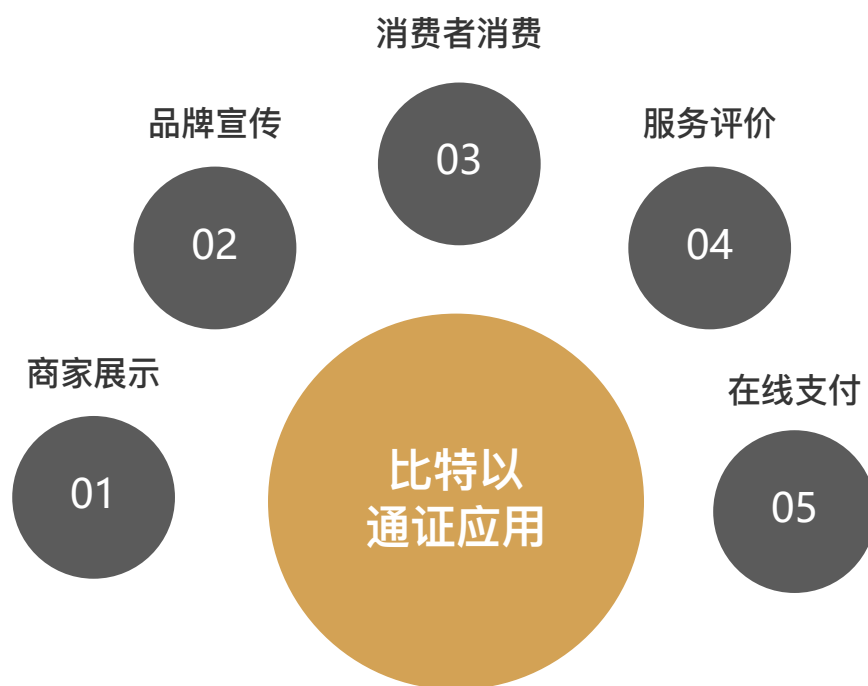 消费者消费
03
品牌宣传
02
服务评价
04
商家展示
01
在线支付
05
比特以
通证应用